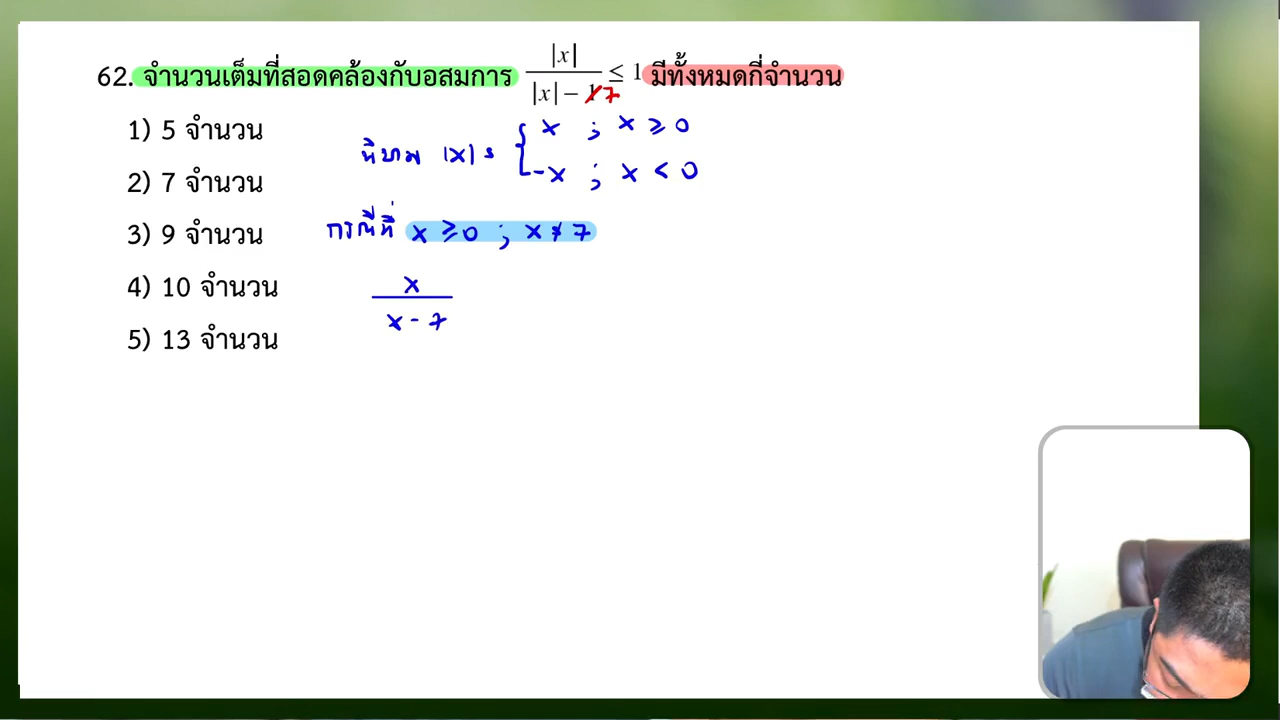 62. จำนวนเต็มที่สอดคล้องกับอสมการ |x| / (|x| − 1̸ 7) ≤ 1 มีทั้งหมดกี่จำนวน
1) 5 จำนวน
2) 7 จำนวน
3) 9 จำนวน
4) 10 จำนวน
5) 13 จำนวน
นิยาม |x| = { x ; x ≥ 0
-x ; x < 0
กรณีที่ x ≥ 0 ; x ≠ 7
x / (x - 7)